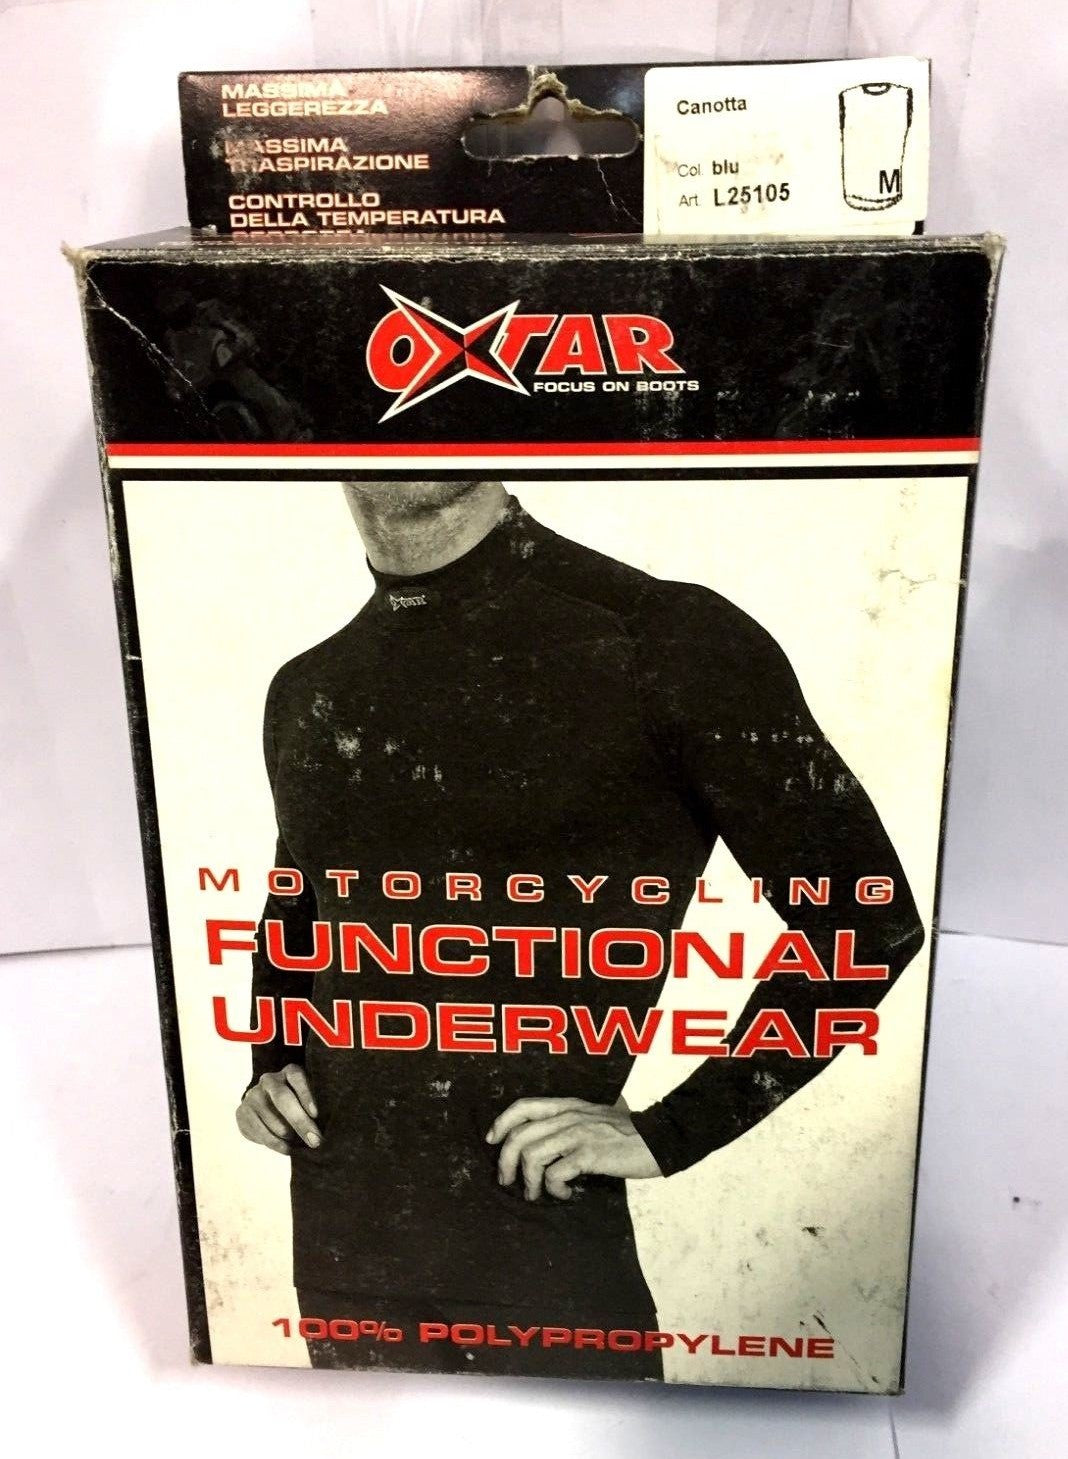 MASSIMA
LEGGEREZZA
MASSIMA
TRASPIRAZIONE
CONTROLLO
DELLA TEMPERATURA
Canotta
Col. blu
Art. L25105
M
OXTAR
FOCUS ON BOOTS
OXTAR
MOTORCYCLING
FUNCTIONAL
UNDERWEAR
100% POLYPROPYLENE